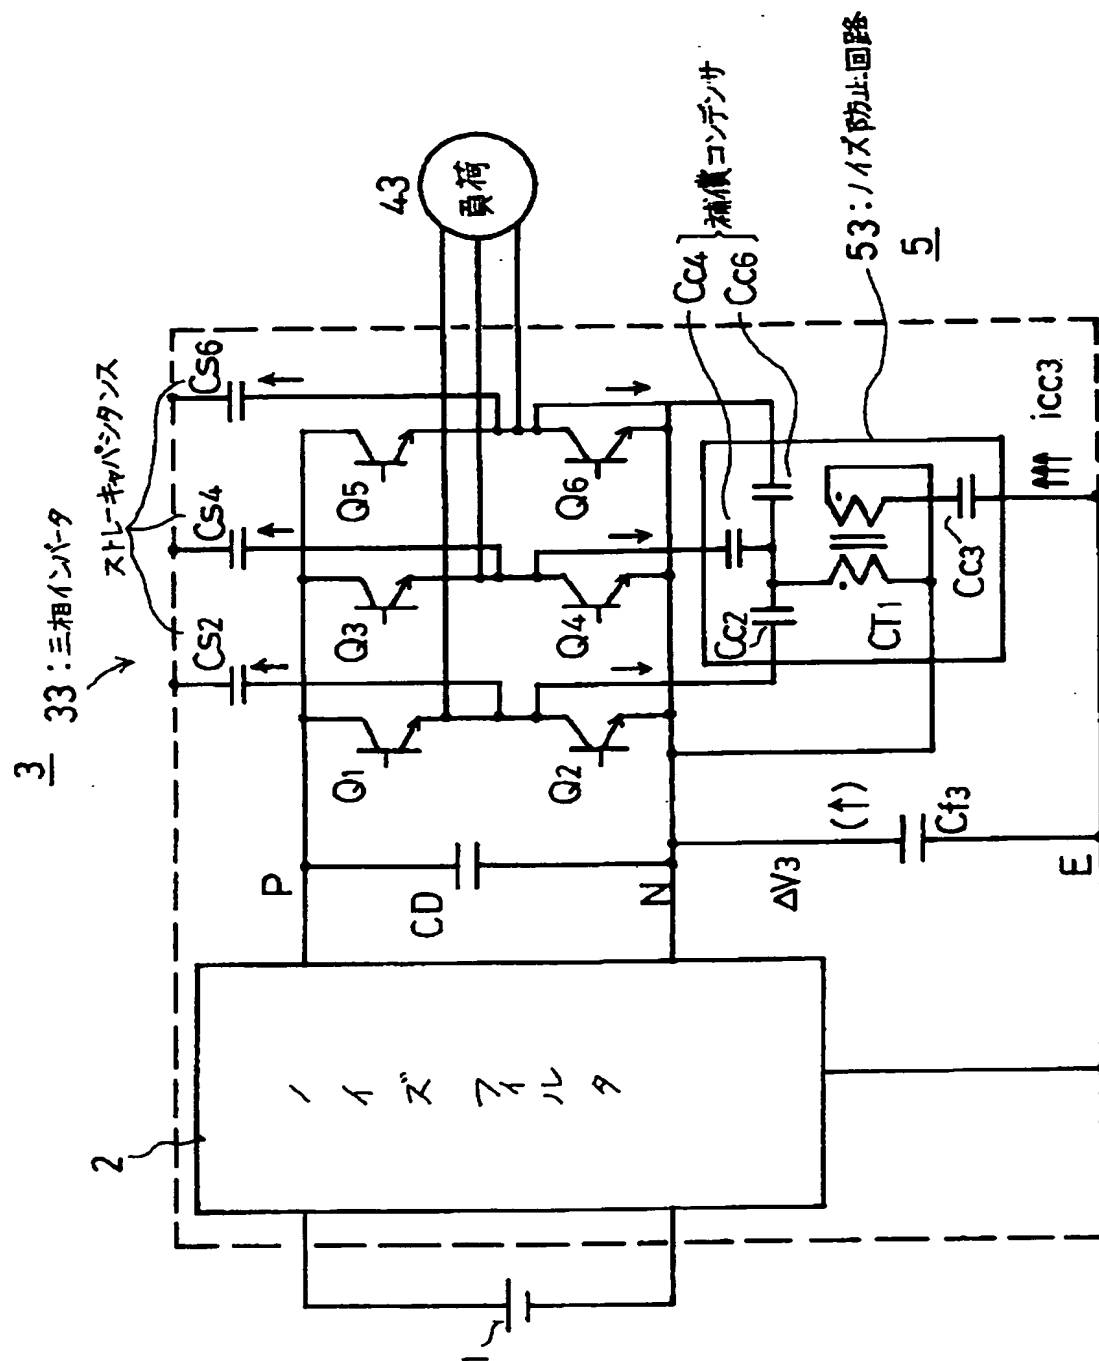 3
33:三相インバータ
ストレーキャパシタンス
Cs2
Cs4
Cs6
43
負荷
Q1
Q3
Q5
Q2
Q4
Q6
P
CD
N
2
ノイズフィルタ
1
ΔV3
(↑)
Cf3
E
Cc2
CT1
Cc3
icc3
Cc4
Cc6
補償コンデンサ
53:ノイズ防止回路
5